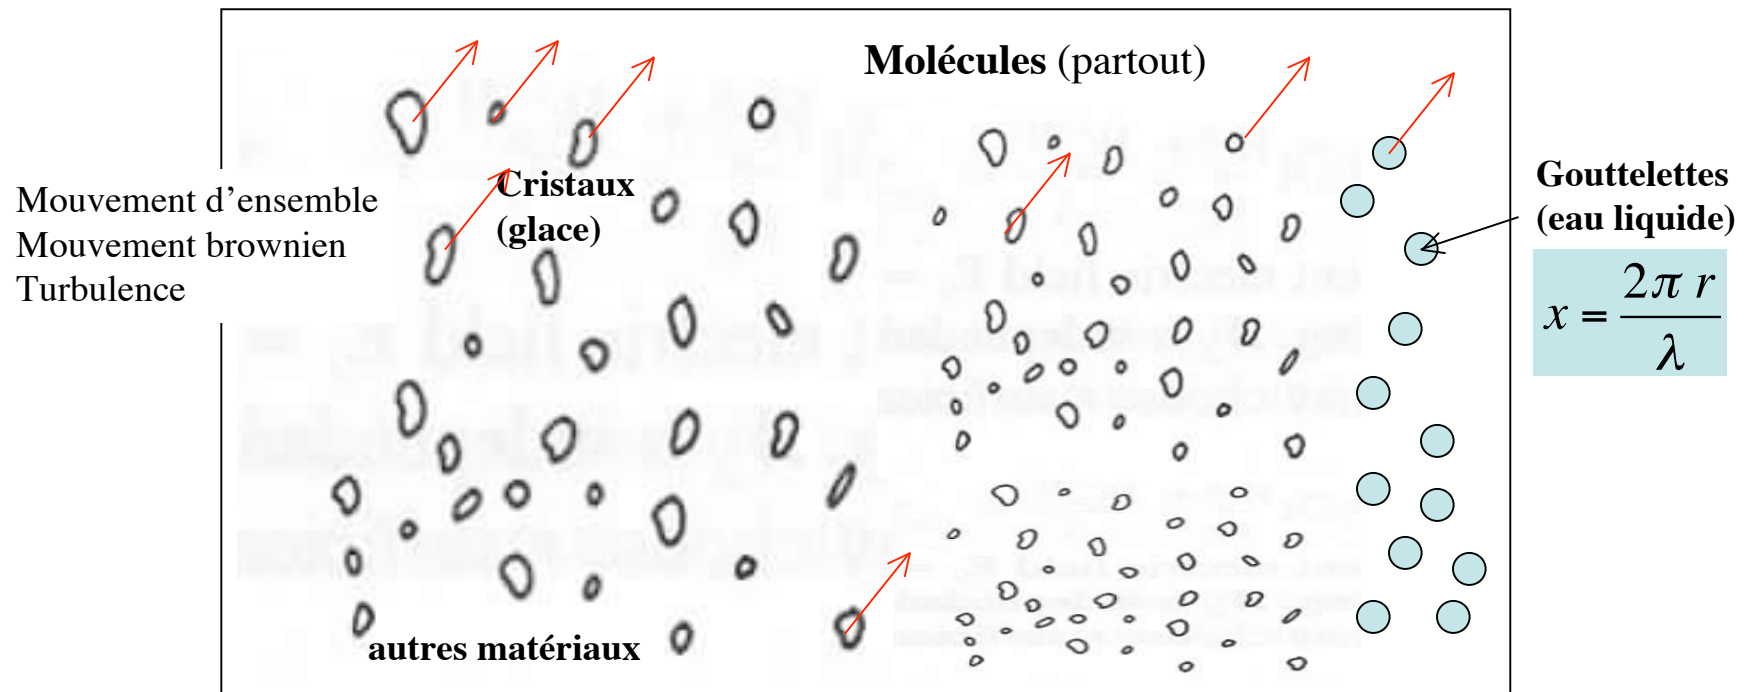 Molécules (partout)
Mouvement d’ensemble
Mouvement brownien
Turbulence
Cristaux
(glace)
Gouttelettes
(eau liquide)
x = 2π r / λ
autres matériaux